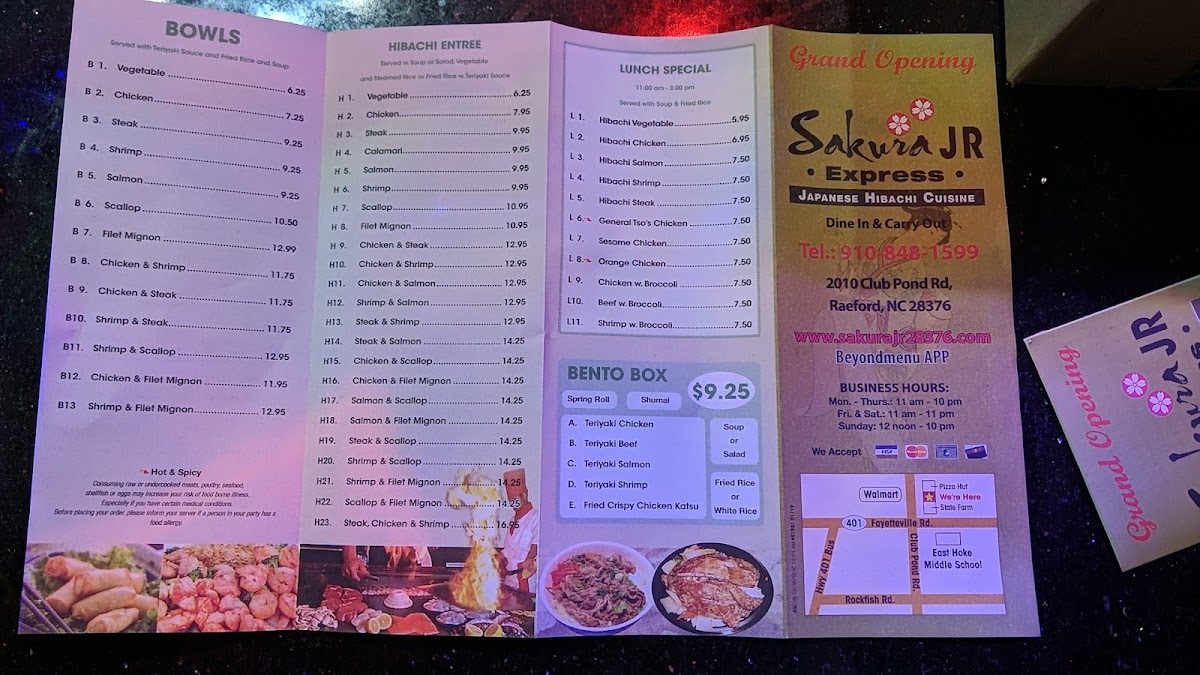 BOWLS
Served with Teriyaki Sauce and Fried Rice and Soup
B 1. Vegetable 6.25
B 2. Chicken 7.25
B 3. Steak 9.25
B 4. Shrimp 9.25
B 5. Salmon 9.25
B 6. Scallop 10.50
B 7. Filet Mignon 12.99
B 8. Chicken & Shrimp 11.75
B 9. Chicken & Steak 11.75
B10. Shrimp & Steak 11.75
B11. Shrimp & Scallop 12.95
B12. Chicken & Filet Mignon 11.95
B13 Shrimp & Filet Mignon 12.95
Hot & Spicy
Consuming raw or undercooked meats, poultry, seafood,
shellfish or eggs may increase your risk of food borne illness.
Especially if you have certain medical conditions.
Before placing your order, please inform your server if a person in your party has a
food allergy.
HIBACHI ENTREE
Served w. Soup or Salad, Vegetable
and Steamed Rice or Fried Rice w. Teriyaki Sauce
H 1. Vegetable 6.25
H 2. Chicken 7.95
H 3. Steak 9.95
H 4. Calamari 9.95
H 5. Salmon 9.95
H 6. Shrimp 9.95
H 7. Scallop 10.95
H 8. Filet Mignon 10.95
H 9. Chicken & Steak 12.95
H10. Chicken & Shrimp 12.95
H11. Chicken & Salmon 12.95
H12. Shrimp & Salmon 12.95
H13. Steak & Shrimp 12.95
H14. Steak & Salmon 14.25
H15. Chicken & Scallop 14.25
H16. Chicken & Filet Mignon 14.25
H17. Salmon & Scallop 14.25
H18. Salmon & Filet Mignon 14.25
H19. Steak & Scallop 14.25
H20. Shrimp & Scallop 14.25
H21. Shrimp & Filet Mignon 14.25
H22. Scallop & Filet Mignon 14.25
H23. Steak, Chicken & Shrimp 16.95
LUNCH SPECIAL
11:00 am - 3:00 pm
Served with Soup & Fried Rice
L 1. Hibachi Vegetable 5.95
L 2. Hibachi Chicken 6.95
L 3. Hibachi Salmon 7.50
L 4. Hibachi Shrimp 7.50
L 5. Hibachi Steak 7.50
L 6. General Tso's Chicken 7.50
L 7. Sesame Chicken 7.50
L 8. Orange Chicken 7.50
L 9. Chicken w. Broccoli 7.50
L10. Beef w. Broccoli 7.50
L11. Shrimp w. Broccoli 7.50
BENTO BOX $9.25
Spring Roll Shumai
A. Teriyaki Chicken
B. Teriyaki Beef
C. Teriyaki Salmon
D. Teriyaki Shrimp
E. Fried Crispy Chicken Katsu
Soup
or
Salad
Fried Rice
or
White Rice
Grand Opening
Sakura JR
• Express •
JAPANESE HIBACHI CUISINE
Dine In & Carry Out
Tel.: 910-848-1599
2010 Club Pond Rd,
Raeford, NC 28376
www.sakurajr28376.com
Beyondmenu APP
BUSINESS HOURS:
Mon. - Thurs.: 11 am - 10 pm
Fri. & Sat.: 11 am - 11 pm
Sunday: 12 noon - 10 pm
We Accept VISA
Walmart
Pizza Hut
We're Here
State Farm
401 Fayetteville Rd.
Hwy 401 Bus
Club Pond Rd.
East Hoke
Middle School
Rockfish Rd.
Grand Opening
Sakura JR